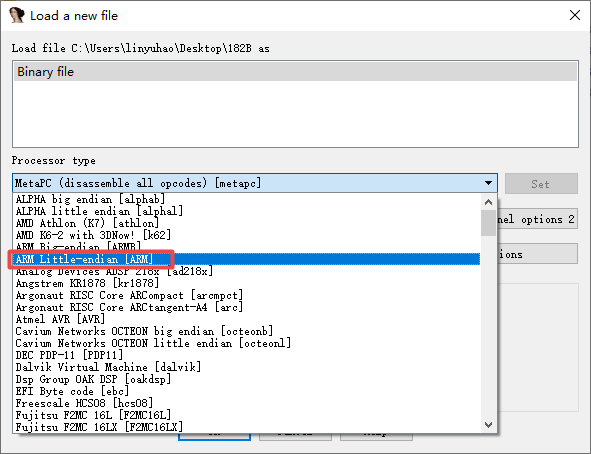 Load a new file
Load file C:\Users\linyuhao\Desktop\182B as
Binary file
Processor type
MetaPC (disassemble all opcodes) [metapc]
Set
ALPHA big endian [alphab]
ALPHA little endian [alphal]
AMD Athlon (K7) [athlon]
AMD K6-2 with 3DNow! [k62]
ARM Big-endian [ARMB]
ARM Little-endian [ARM]
Analog Devices ADSP 218x [ad218x]
Angstrem KR1878 [kr1878]
Argonaut RISC Core ARCompact [arcmpct]
Argonaut RISC Core ARCtangent-A4 [arc]
Atmel AVR [AVR]
Cavium Networks OCTEON big endian [octeonb]
Cavium Networks OCTEON little endian [octeonl]
DEC PDP-11 [PDP11]
Dalvik Virtual Machine [dalvik]
Dsp Group OAK DSP [oakdsp]
EFI Byte code [ebc]
Freescale HCS08 [hcs08]
Fujitsu F2MC 16L [F2MC16L]
Fujitsu F2MC 16LX [F2MC16LX]
nel options 2
ions